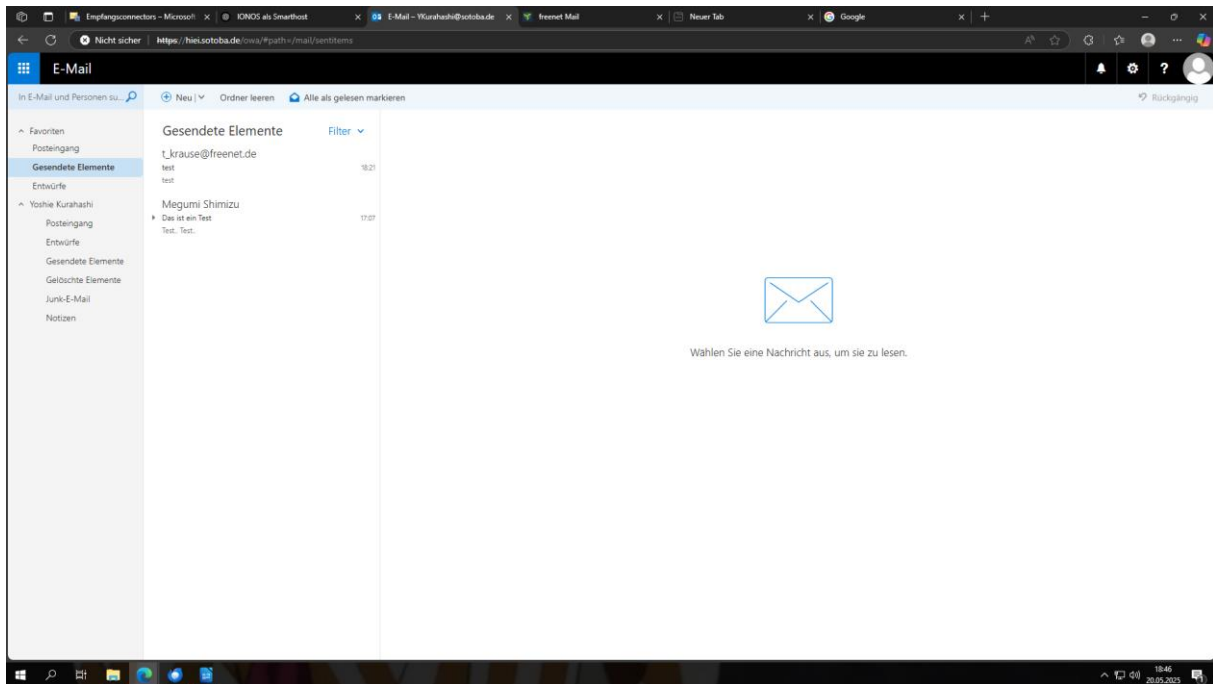 Empfangsconnectors – Microsoft
IONOS als Smarthost
E-Mail – YKurahashi@sotoba.de
freenet Mail
Neuer Tab
Google
Nicht sicher
https://hiei.sotoba.de/owa/#path=/mail/sentitems
E-Mail
In E-Mail und Personen su...
Neu
Ordner leeren
Alle als gelesen markieren
Rückgängig
Favoriten
Posteingang
Gesendete Elemente
Entwürfe
Yoshie Kurahashi
Posteingang
Entwürfe
Gesendete Elemente
Gelöschte Elemente
Junk-E-Mail
Notizen
Gesendete Elemente
Filter
t_krause@freenet.de
test
18:21
test
Megumi Shimizu
Das ist ein Test
17:07
Test.. Test..
Wählen Sie eine Nachricht aus, um sie zu lesen.
18:46
20.05.2025